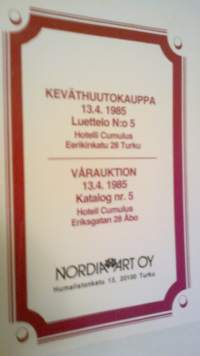 KEVÄTHUUTOKAUPPA
13.4. 1985
Luettelo N:o 5
Hotelli Cumulus
Eerikinkatu 28 Turku
VÅRAUKTION
13.4. 1985
Katalog nr. 5
Hotell Cumulus
Eriksgatan 28 Åbo
NORDIA ART OY
Humalistonkatu 13, 20100 Turku